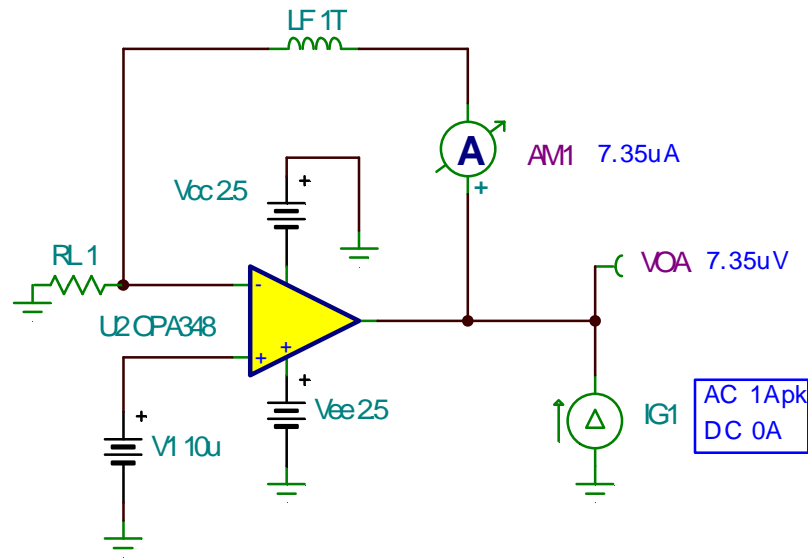 LF 1T
A
+
AM1 7.35uA
Vcc 2.5
+
RL 1
-
U2 OPA348
+
+
VOA 7.35uV
+
Vee 2.5
+
V1 10u
IG1
AC 1Apk
DC 0A